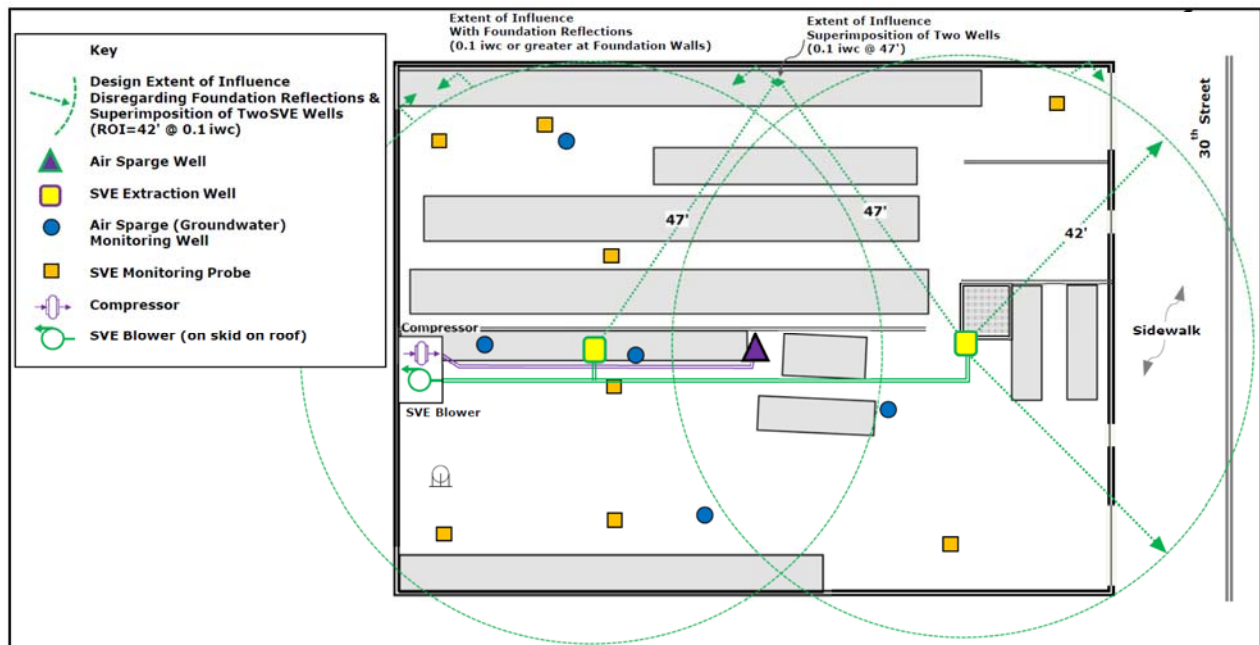 Extent of Influence
With Foundation Reflections
(0.1 iwc or greater at Foundation Walls)
Extent of Influence
Superimposition of Two Wells
(0.1 iwc @ 47')
Key
Design Extent of Influence
Disregarding Foundation Reflections &
Superimposition of Two SVE Wells
(ROI=42' @ 0.1 iwc)
Air Sparge Well
SVE Extraction Well
Air Sparge (Groundwater)
Monitoring Well
SVE Monitoring Probe
Compressor
SVE Blower (on skid on roof)
30th Street
47'
47'
42'
Sidewalk
Compressor
SVE Blower